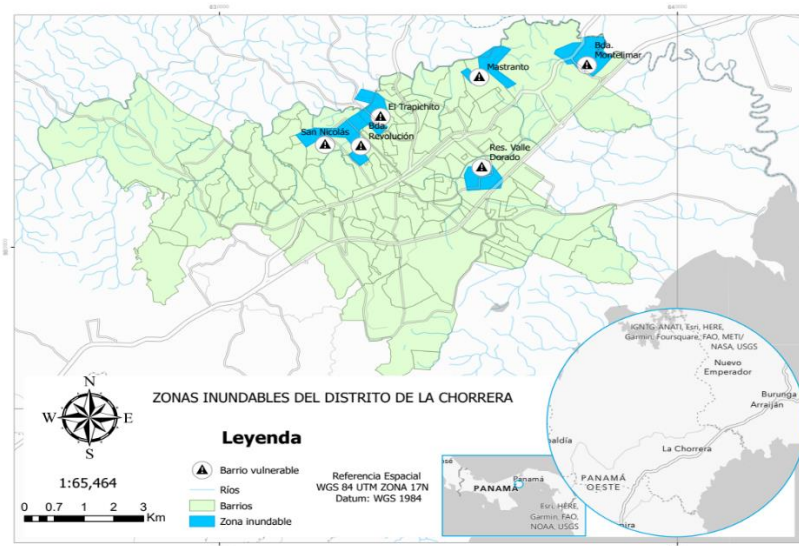 Bda.
Montelimar
Mastranto
El Trapichito
San Nicolás
Bda.
Revolución
Res. Valle
Dorado
IGNTG, ANATI, Esri, HERE,
Garmin, Foursquare, FAO, METI/
NASA, USGS
Nuevo
Emperador
Burunga
Arraiján
La Chorrera
PANAMÁ
OESTE
ZONAS INUNDABLES DEL DISTRITO DE LA CHORRERA
N
W
E
S
Leyenda
Barrio vulnerable
Ríos
Barrios
Zona inundable
1:65,464
0 0.7 1 2 3
Km
Referencia Espacial
WGS 84 UTM ZONA 17N
Datum: WGS 1984
Panamá
PANAMÁ
Esri, HERE,
Garmin, FAO,
NOAA, USGS